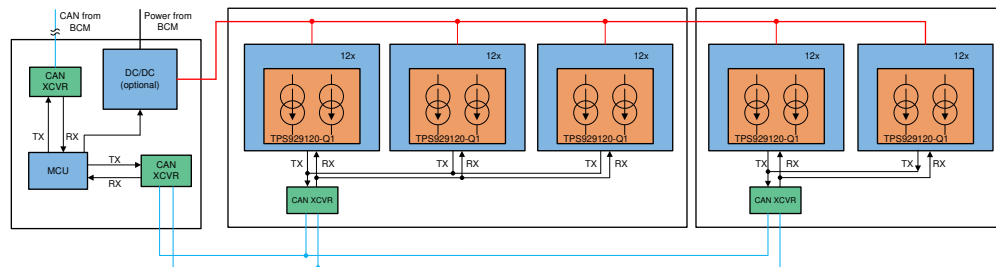 CAN from
BCM
Power from
BCM
CAN
XCVR
DC/DC
(optional)
TX
RX
MCU
TX
RX
CAN
XCVR
12x
TPS929120-Q1
12x
TPS929120-Q1
12x
TPS929120-Q1
TX
RX
TX
RX
TX
RX
CAN XCVR
12x
TPS929120-Q1
12x
TPS929120-Q1
TX
RX
TX
RX
CAN XCVR